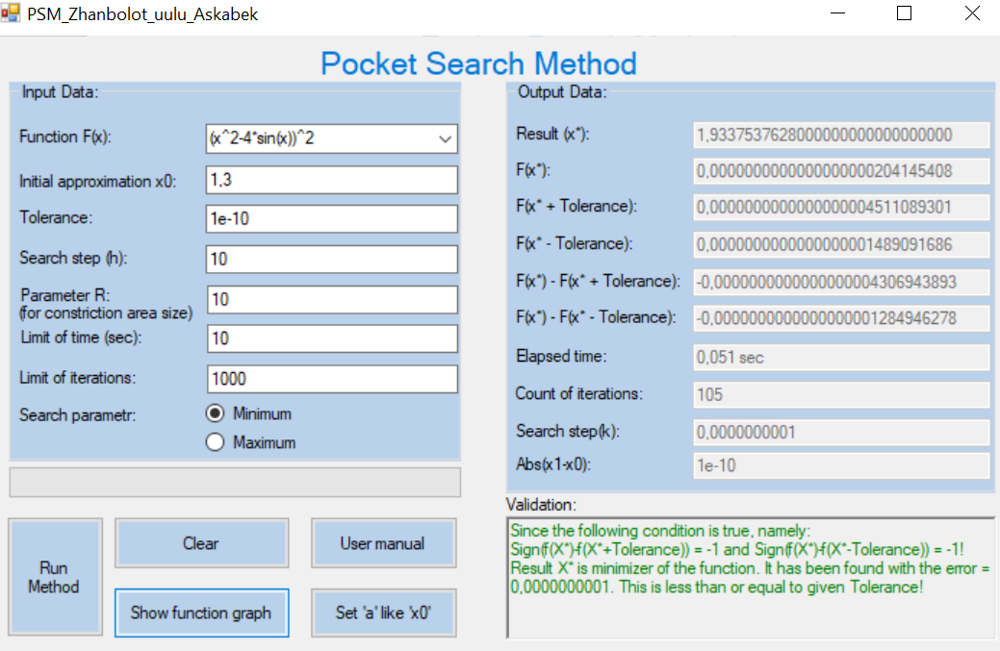 PSM_Zhanbolot_uulu_Askabek
Pocket Search Method
Input Data:
Function F(x):
(x^2-4*sin(x))^2
Initial approximation x0:
1,3
Tolerance:
1e-10
Search step (h):
10
Parameter R:
(for constriction area size)
10
Limit of time (sec):
10
Limit of iterations:
1000
Search parametr:
Minimum
Maximum
Run
Method
Clear
User manual
Show function graph
Set 'a' like 'x0'
Output Data:
Result (x*):
1,9337537628000000000000000000
F(x*):
0,0000000000000000000204145408
F(x* + Tolerance):
0,0000000000000000004511089301
F(x* - Tolerance):
0,0000000000000000001489091686
F(x*) - F(x* + Tolerance):
-0,0000000000000000004306943893
F(x*) - F(x* - Tolerance):
-0,0000000000000000001284946278
Elapsed time:
0,051 sec
Count of iterations:
105
Search step(k):
0,0000000001
Abs(x1-x0):
1e-10
Validation:
Since the following condition is true, namely:
Sign(f(X*)-f(X*+Tolerance)) = -1 and Sign(f(X*)-f(X*-Tolerance)) = -1!
Result X* is minimizer of the function. It has been found with the error =
0,0000000001. This is less than or equal to given Tolerance!